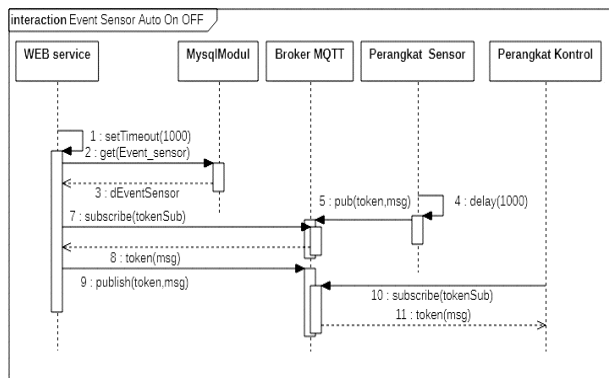 interaction Event Sensor Auto On OFF
WEB service
MysqlModul
Broker MQTT
Perangkat Sensor
Perangkat Kontrol
1 : setTimeout(1000)
2 : get(Event_sensor)
3 : dEventSensor
4 : delay(1000)
5 : pub(token,msg)
7 : subscribe(tokenSub)
8 : token(msg)
9 : publish(token,msg)
10 : subscribe(tokenSub)
11 : token(msg)